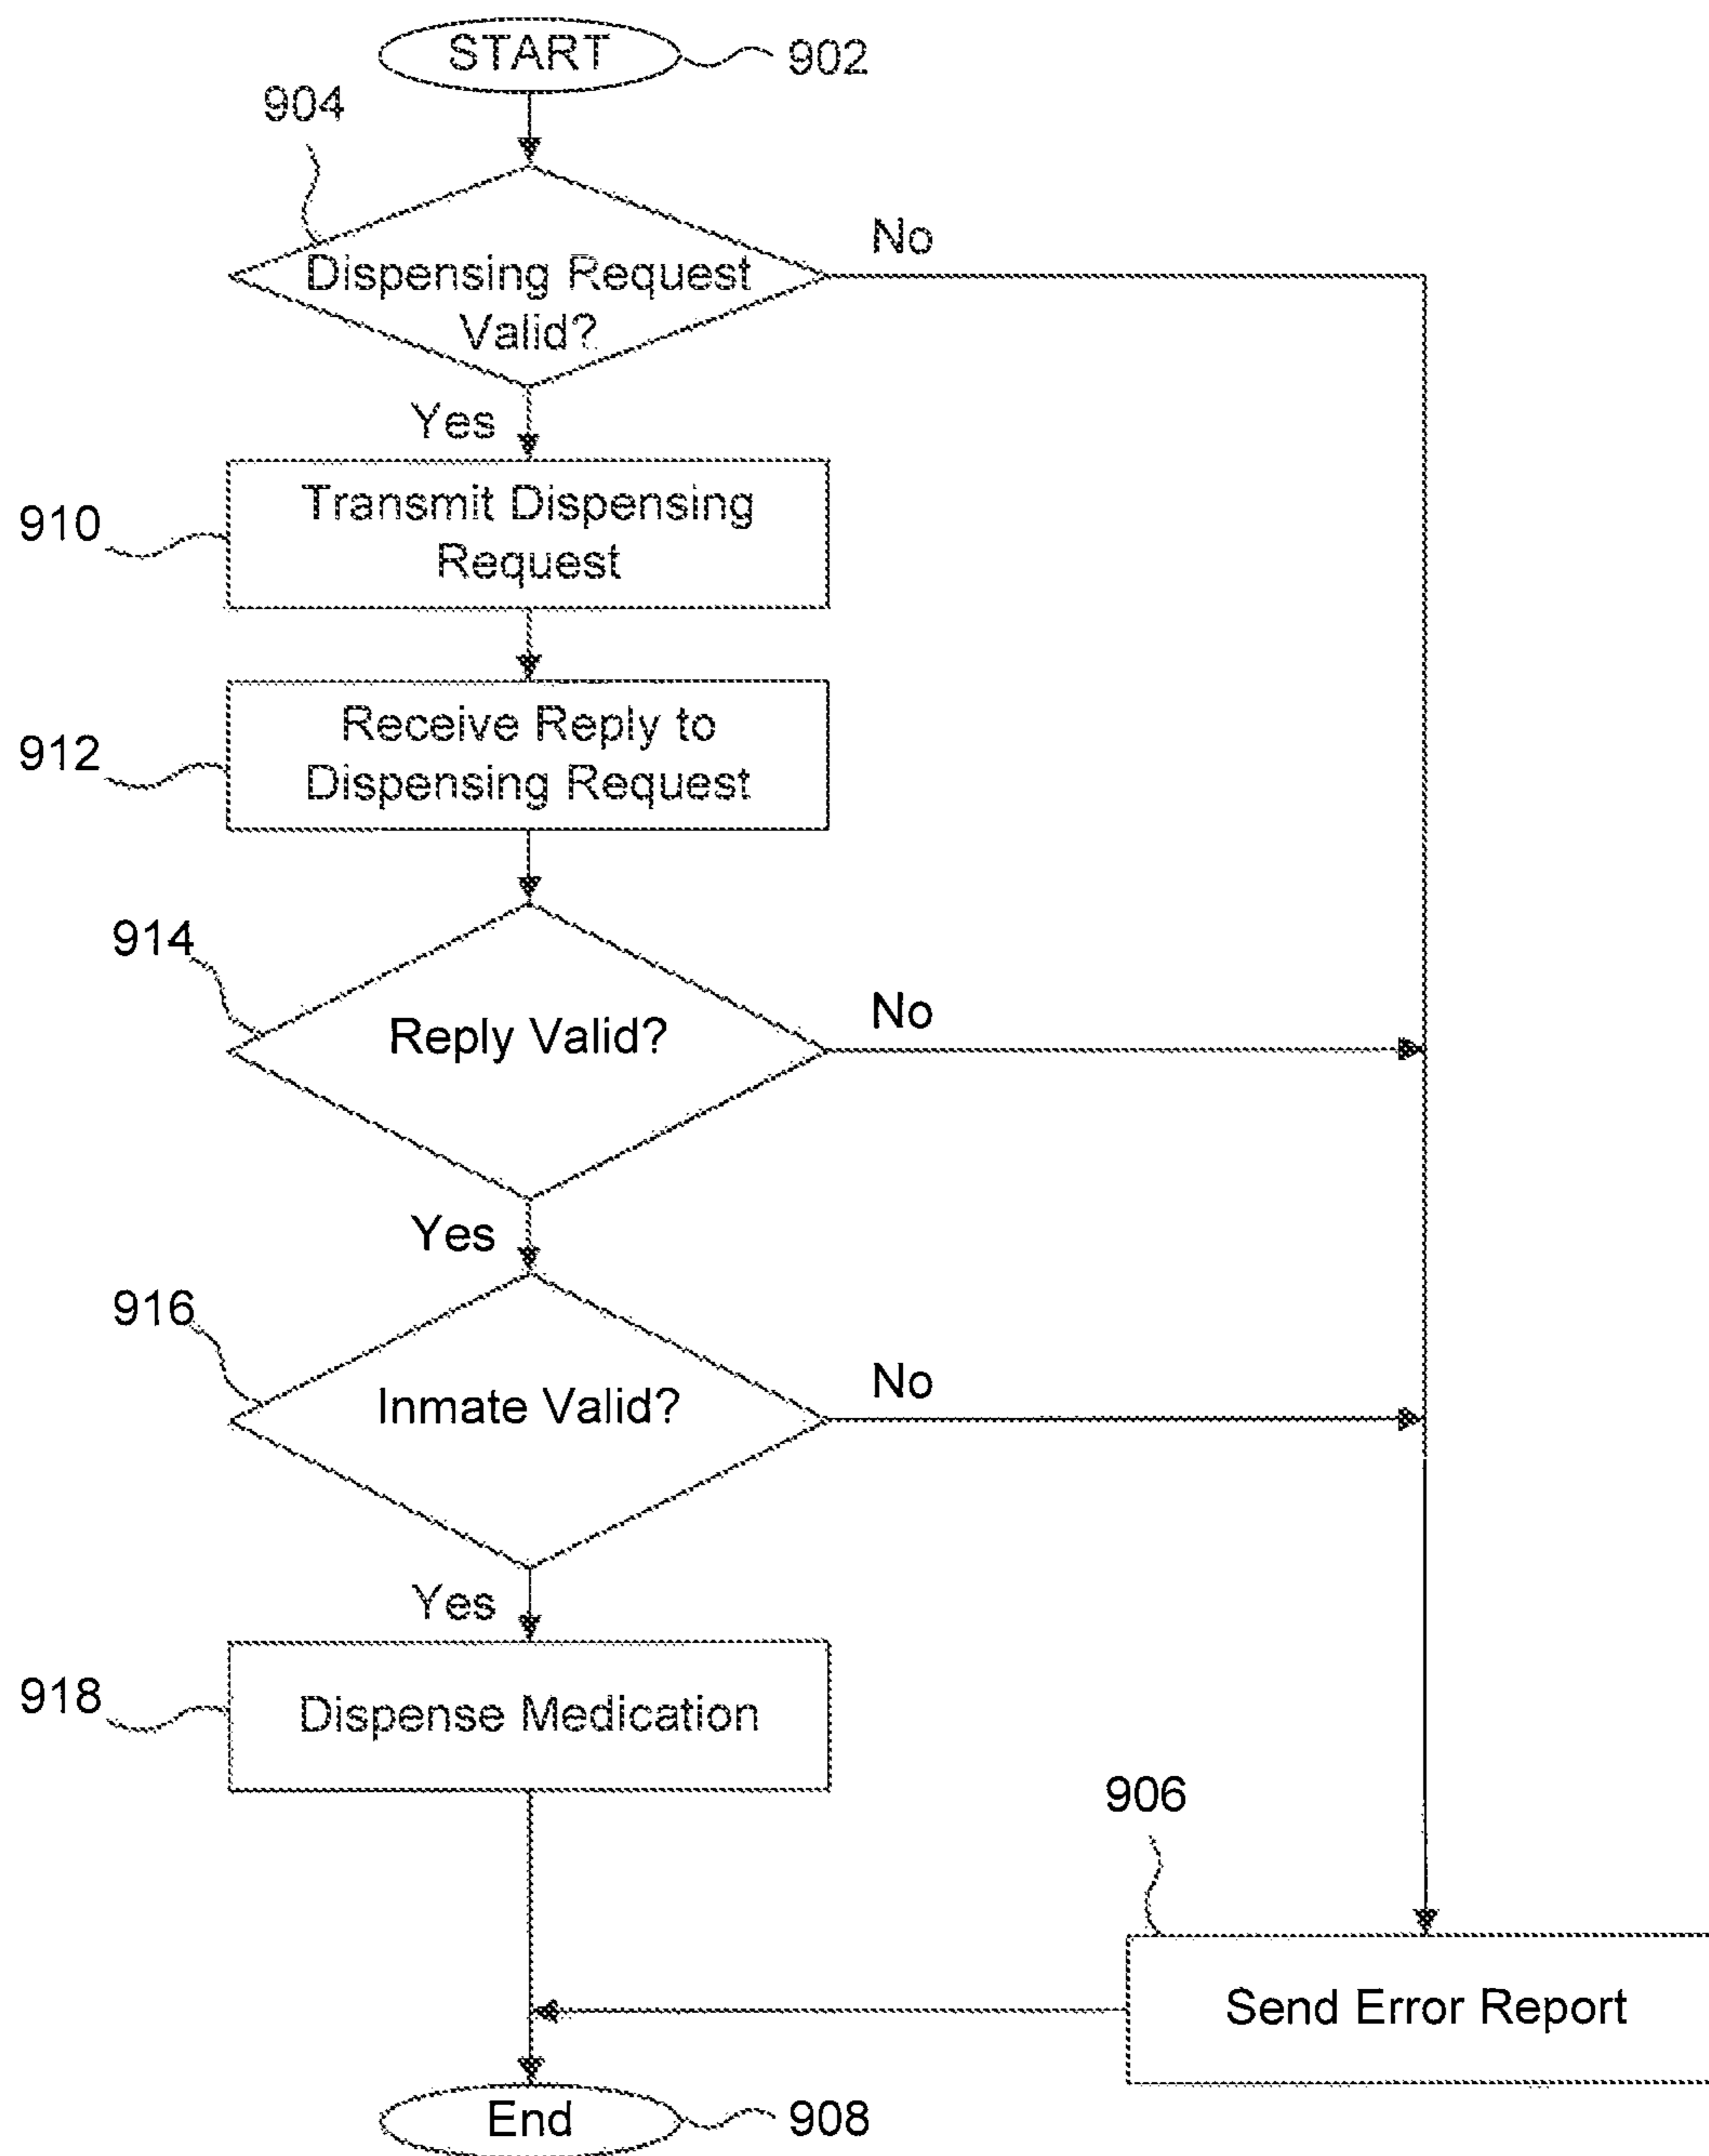 START
902
904
Dispensing Request
Valid?
No
Yes
910
Transmit Dispensing
Request
912
Receive Reply to
Dispensing Request
914
Reply Valid?
No
Yes
916
Inmate Valid?
No
Yes
918
Dispense Medication
906
Send Error Report
End
908